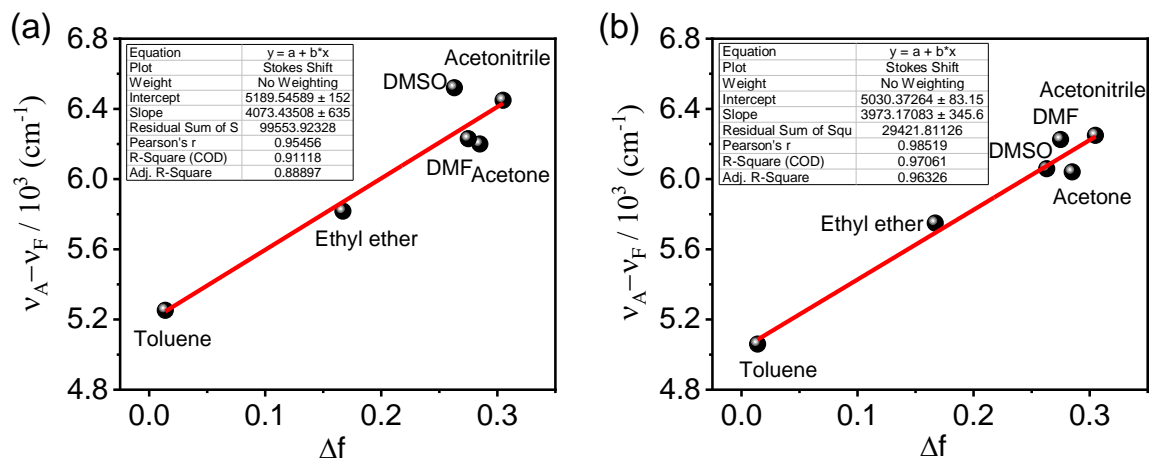 (a)
6.8
6.4
6.0
5.6
5.2
4.8
νA−νF / 10³ (cm⁻¹)
Equation y = a + b*x
Plot Stokes Shift
Weight No Weighting
Intercept 5189.54589 ± 152
Slope 4073.43508 ± 635
Residual Sum of S 99553.92328
Pearson's r 0.95456
R-Square (COD) 0.91118
Adj. R-Square 0.88897
Acetonitrile
DMSO
DMF
Acetone
Ethyl ether
Toluene
0.0 0.1 0.2 0.3
Δf
(b)
6.8
6.4
6.0
5.6
5.2
4.8
νA−νF / 10³ (cm⁻¹)
Equation y = a + b*x
Plot Stokes Shift
Weight No Weighting
Intercept 5030.37264 ± 83.15
Slope 3973.17083 ± 345.6
Residual Sum of Squ 29421.81126
Pearson's r 0.98519
R-Square (COD) 0.97061
Adj. R-Square 0.96326
Acetonitrile
DMF
DMSO
Acetone
Ethyl ether
Toluene
0.0 0.1 0.2 0.3
Δf